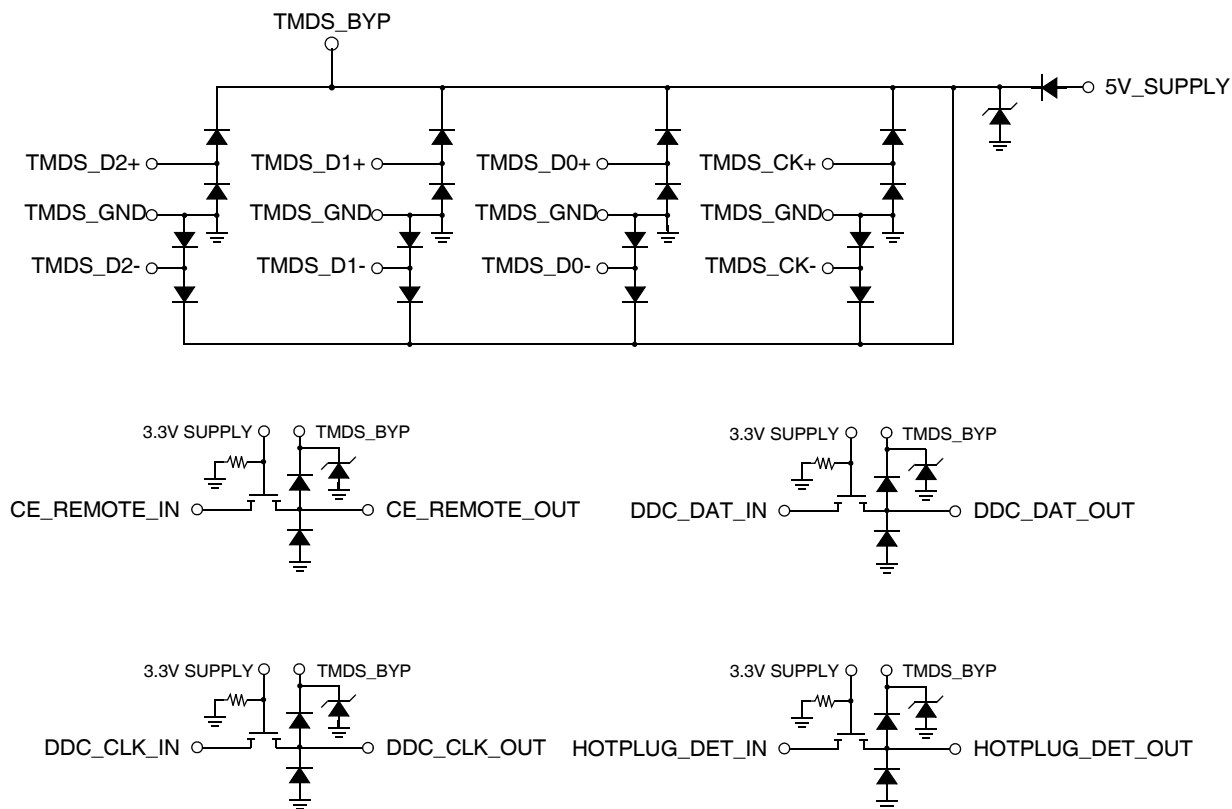 TMDS_BYP
5V_SUPPLY
TMDS_D2+ TMDS_D1+ TMDS_D0+ TMDS_CK+
TMDS_GND TMDS_GND TMDS_GND TMDS_GND
TMDS_D2- TMDS_D1- TMDS_D0- TMDS_CK-
3.3V SUPPLY TMDS_BYP 3.3V SUPPLY TMDS_BYP
CE_REMOTE_IN CE_REMOTE_OUT DDC_DAT_IN DDC_DAT_OUT
3.3V SUPPLY TMDS_BYP 3.3V SUPPLY TMDS_BYP
DDC_CLK_IN DDC_CLK_OUT HOTPLUG_DET_IN HOTPLUG_DET_OUT